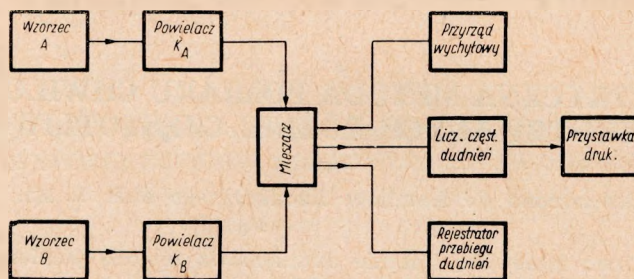 Wzorzec
A
Powielacz
K_A
Przyrząd
wychyłowy
Mieszacz
Licz. częst.
dudnień
Przystawka
druk.
Wzorzec
B
Powielacz
K_B
Rejestrator
przebiegu
dudnień